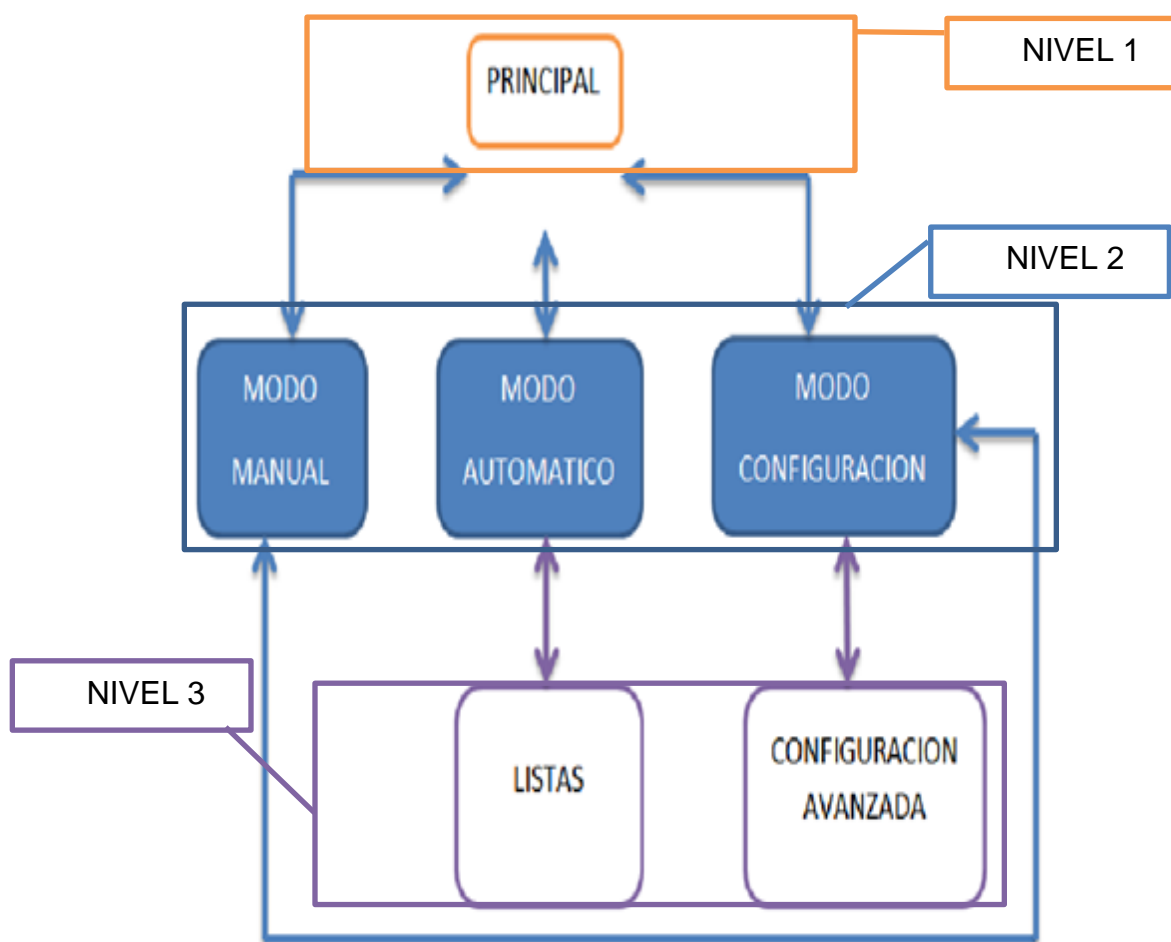 NIVEL 1
PRINCIPAL
NIVEL 2
MODO
MANUAL
MODO
AUTOMATICO
MODO
CONFIGURACION
NIVEL 3
LISTAS
CONFIGURACION
AVANZADA